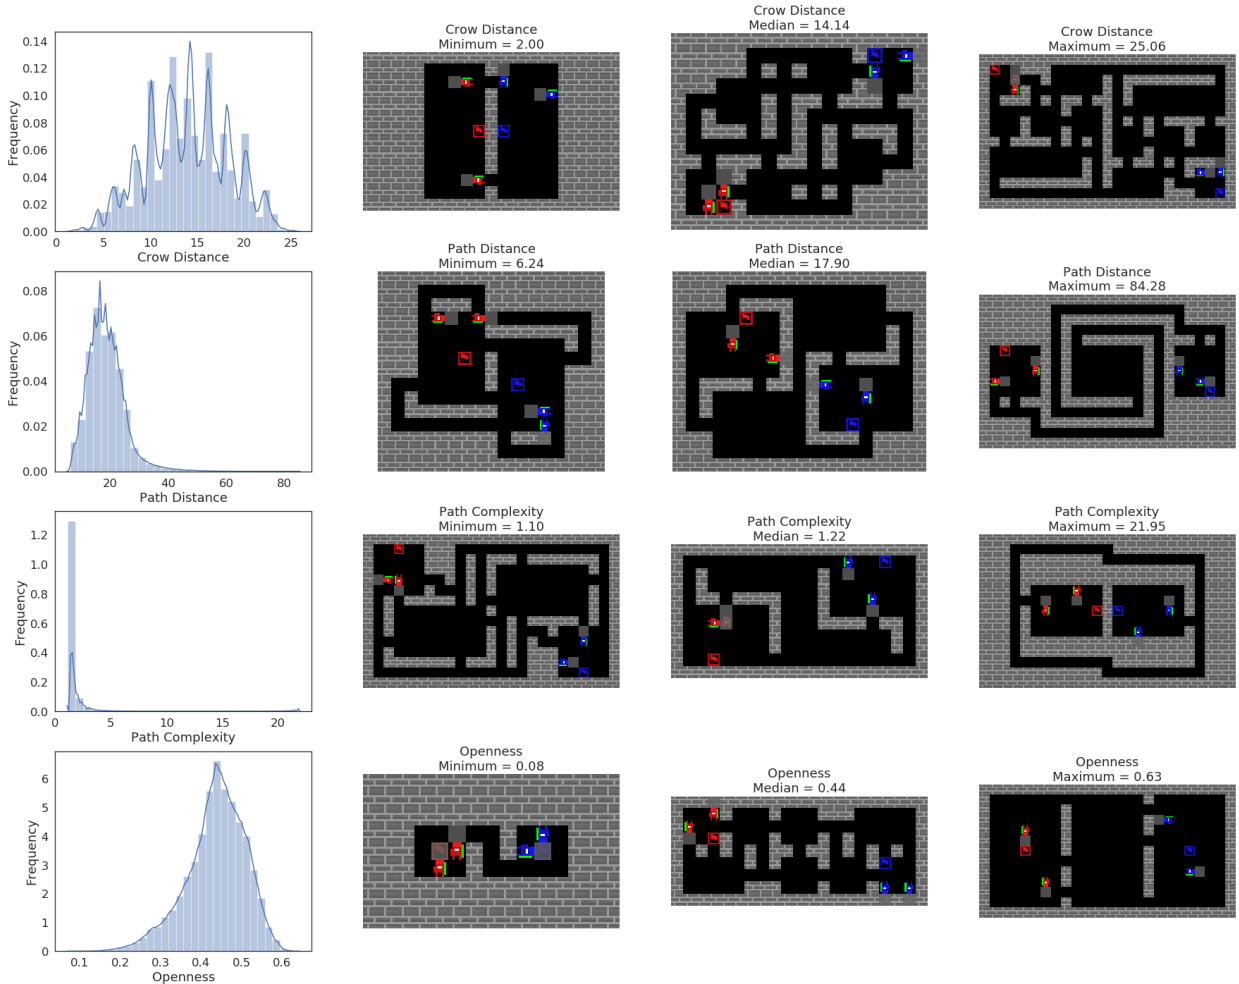 Crow Distance
Minimum = 2.00
Crow Distance
Median = 14.14
Crow Distance
Maximum = 25.06
0.14
0.12
0.10
0.08
0.06
0.04
0.02
0.00
Frequency
0 5 10 15 20 25
Crow Distance
Path Distance
Minimum = 6.24
Path Distance
Median = 17.90
Path Distance
Maximum = 84.28
0.08
0.06
0.04
0.02
0.00
Frequency
20 40 60 80
Path Distance
Path Complexity
Minimum = 1.10
Path Complexity
Median = 1.22
Path Complexity
Maximum = 21.95
1.2
1.0
0.8
0.6
0.4
0.2
0.0
Frequency
0 5 10 15 20
Path Complexity
Openness
Minimum = 0.08
Openness
Median = 0.44
Openness
Maximum = 0.63
6
5
4
3
2
1
0
Frequency
0.1 0.2 0.3 0.4 0.5 0.6
Openness